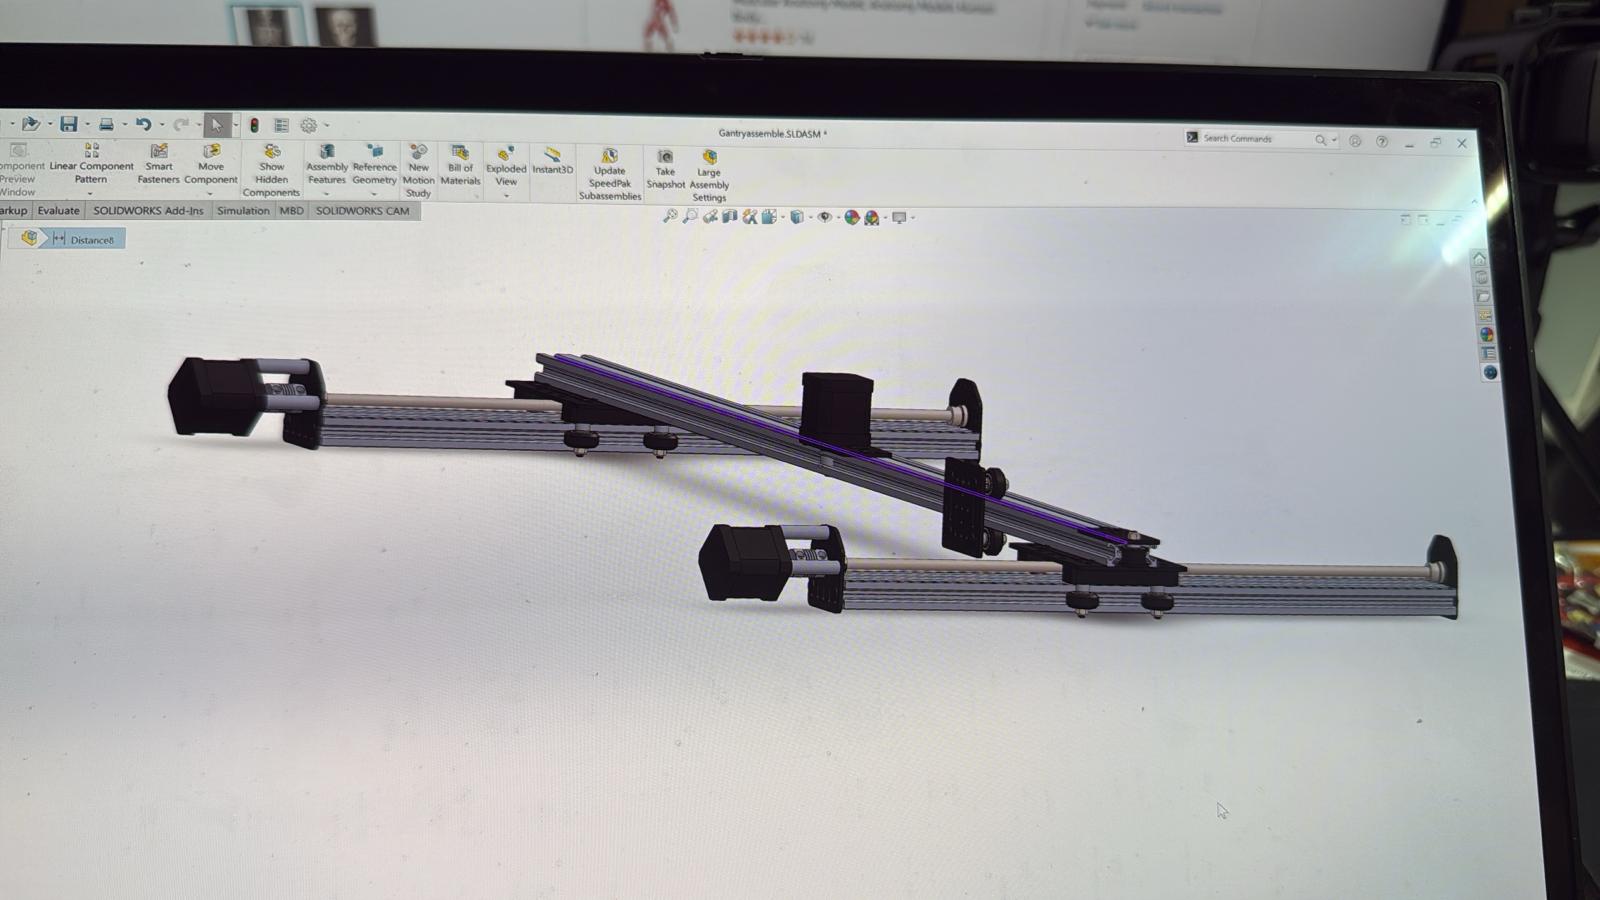 Gantryassemble.SLDASM *
Search Commands
omponent Preview Window
Linear Component Pattern
Smart Fasteners
Move Component
Show Hidden Components
Assembly Features
Reference Geometry
New Motion Study
Bill of Materials
Exploded View
Instant3D
Update SpeedPak Subassemblies
Take Snapshot
Large Assembly Settings
arkup
Evaluate
SOLIDWORKS Add-Ins
Simulation
MBD
SOLIDWORKS CAM
Distance8